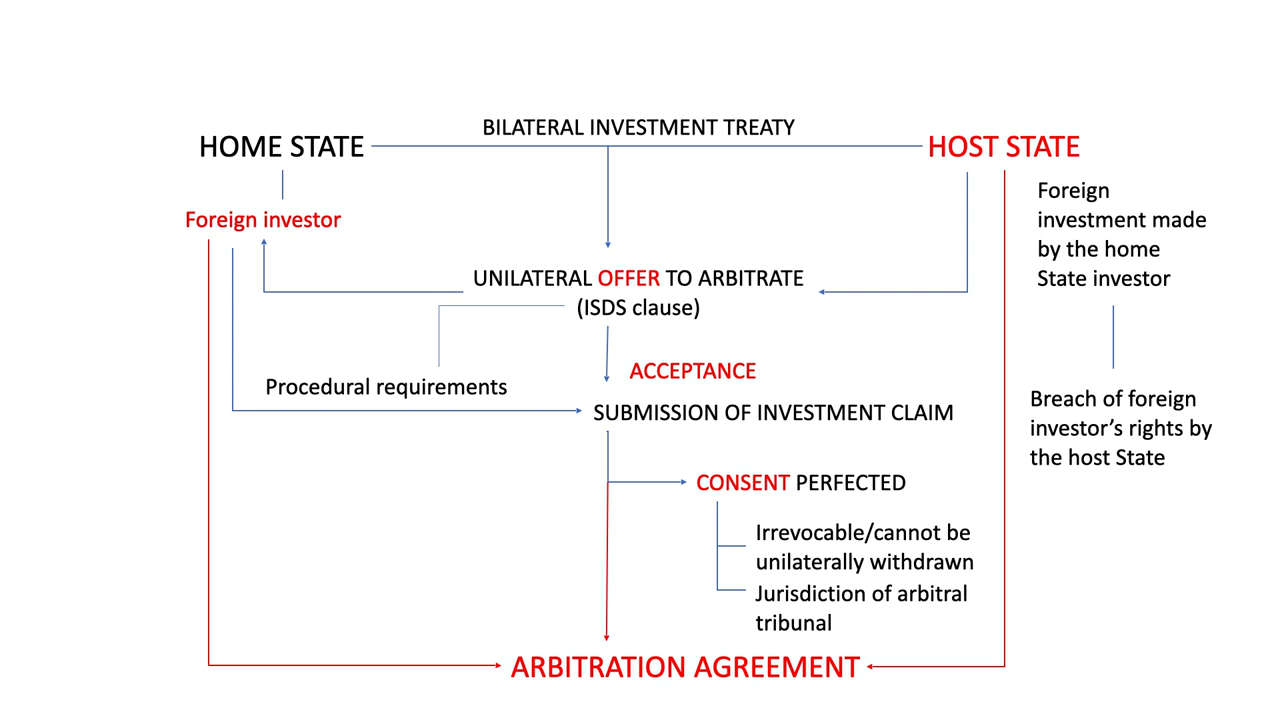 BILATERAL INVESTMENT TREATY
HOME STATE
HOST STATE
Foreign investor
Foreign
investment made
by the home
State investor
UNILATERAL OFFER TO ARBITRATE
(ISDS clause)
ACCEPTANCE
Procedural requirements
SUBMISSION OF INVESTMENT CLAIM
Breach of foreign
investor’s rights by
the host State
CONSENT PERFECTED
Irrevocable/cannot be
unilaterally withdrawn
Jurisdiction of arbitral
tribunal
ARBITRATION AGREEMENT